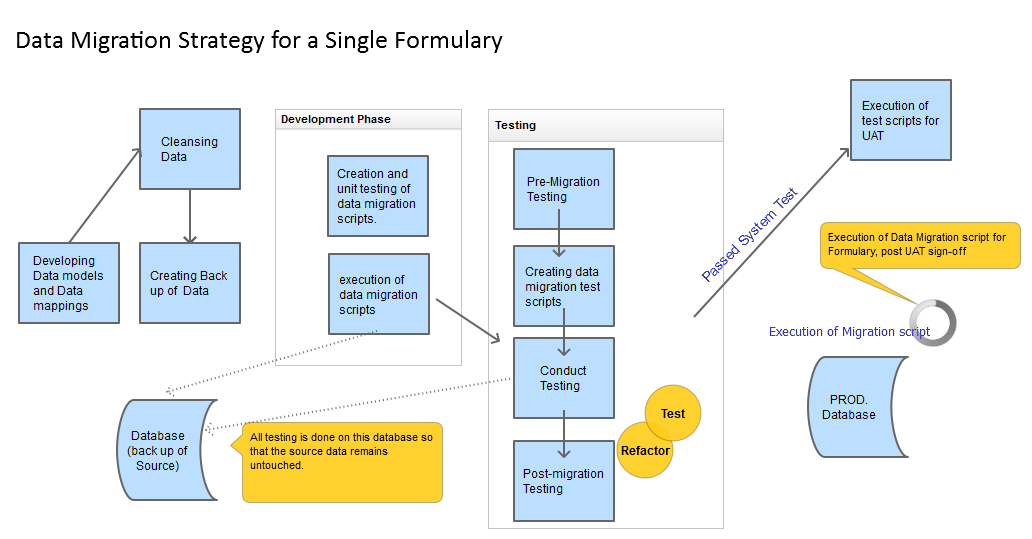 Data Migration Strategy for a Single Formulary
Cleansing
Data
Developing
Data models
and Data
mappings
Creating Back
up of Data
Development Phase
Creation and
unit testing of
data migration
scripts.
execution of
data migration
scripts
Testing
Pre-Migration
Testing
Creating data
migration test
scripts
Conduct
Testing
Post-migration
Testing
Test
Refactor
Database
(back up of
Source)
All testing is done on this database so
that the source data remains
untouched.
Passed System Test
Execution of
test scripts for
UAT
Execution of Data Migration script for
Formulary, post UAT sign-off
Execution of Migration script
PROD.
Database